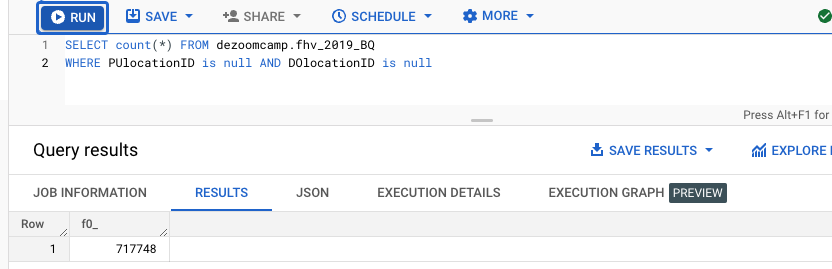 RUN SAVE SHARE SCHEDULE MORE
1 SELECT count(*) FROM dezoomcamp.fhv_2019_BQ
2 WHERE PUlocationID is null AND DOlocationID is null
Press Alt+F1 for
Query results SAVE RESULTS EXPLORE
JOB INFORMATION RESULTS JSON EXECUTION DETAILS EXECUTION GRAPH PREVIEW
Row f0_
1 717748